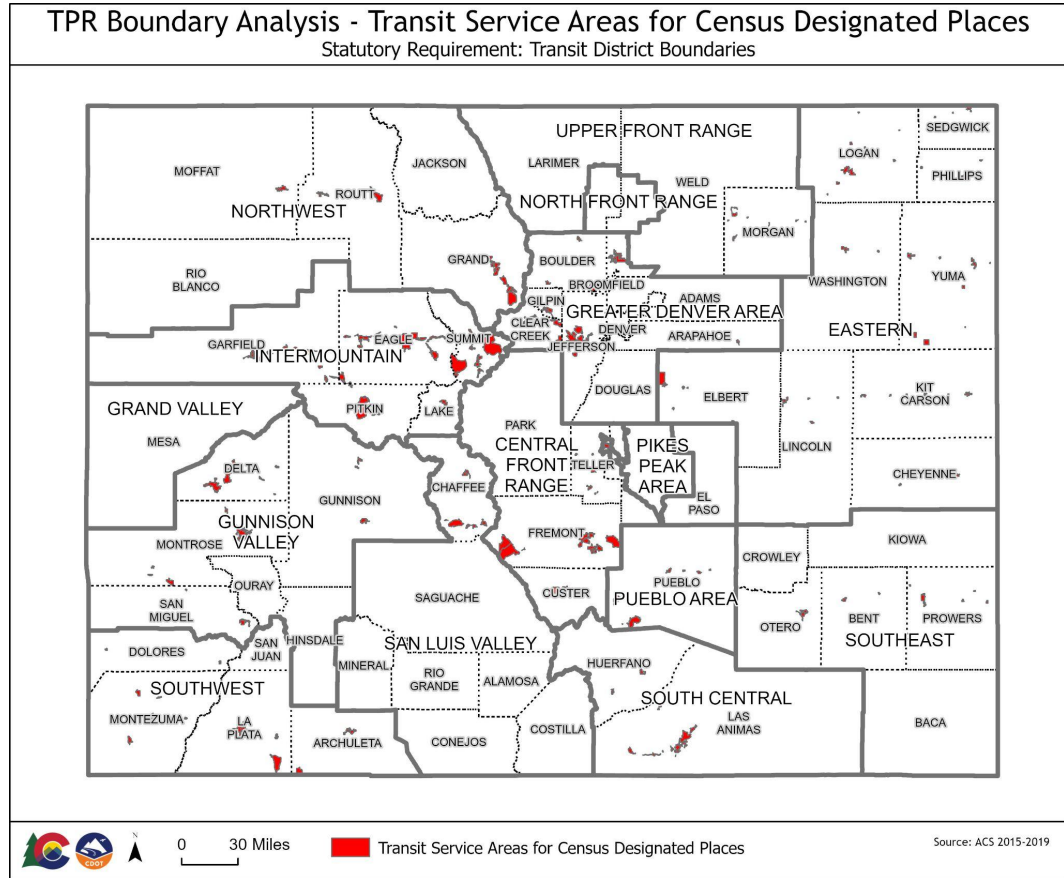 TPR Boundary Analysis - Transit Service Areas for Census Designated Places
Statutory Requirement: Transit District Boundaries
UPPER FRONT RANGE
SEDGWICK
LOGAN
JACKSON
LARIMER
MOFFAT
PHILLIPS
WELD
ROUTT
NORTHWEST
NORTH FRONT RANGE
MORGAN
GRAND
BOULDER
RIO
BLANCO
WASHINGTON
YUMA
BROOMFIELD
GILPIN
ADAMS
GREATER DENVER AREA
CLEAR
CREEK
DENVER
EASTERN
ARAPAHOE
EAGLE
SUMMIT
GARFIELD
JEFFERSON
INTERMOUNTAIN
DOUGLAS
ELBERT
KIT
CARSON
GRAND VALLEY
PITKIN
LAKE
PARK
MESA
CENTRAL
FRONT
RANGE
PIKES
PEAK
AREA
LINCOLN
DELTA
TELLER
CHEYENNE
CHAFFEE
GUNNISON
EL
PASO
GUNNISON
VALLEY
FREMONT
MONTROSE
KIOWA
CROWLEY
OURAY
PUEBLO
SAGUACHE
CUSTER
PUEBLO AREA
SAN
MIGUEL
BENT
PROWERS
OTERO
SAN
JUAN
HINSDALE
SAN LUIS VALLEY
SOUTHEAST
DOLORES
MINERAL
HUERFANO
RIO
GRANDE
ALAMOSA
SOUTHWEST
SOUTH CENTRAL
MONTEZUMA
LA
PLATA
LAS
ANIMAS
BACA
ARCHULETA
CONEJOS
COSTILLA
C
CDOT
N
0 30 Miles
Transit Service Areas for Census Designated Places
Source: ACS 2015-2019